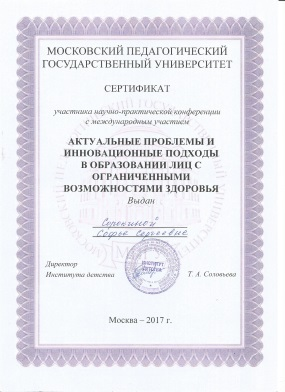 МОСКОВСКИЙ ПЕДАГОГИЧЕСКИЙ
ГОСУДАРСТВЕННЫЙ УНИВЕРСИТЕТ
СЕРТИФИКАТ
участника научно-практической конференции
с международным участием
АКТУАЛЬНЫЕ ПРОБЛЕМЫ И
ИННОВАЦИОННЫЕ ПОДХОДЫ
В ОБРАЗОВАНИИ ЛИЦ С
ОГРАНИЧЕННЫМИ
ВОЗМОЖНОСТЯМИ ЗДОРОВЬЯ
Выдан
Сорокиной
Софье Сергеевне
Директор
Института детства
Т. А. Соловьева
Москва – 2017 г.